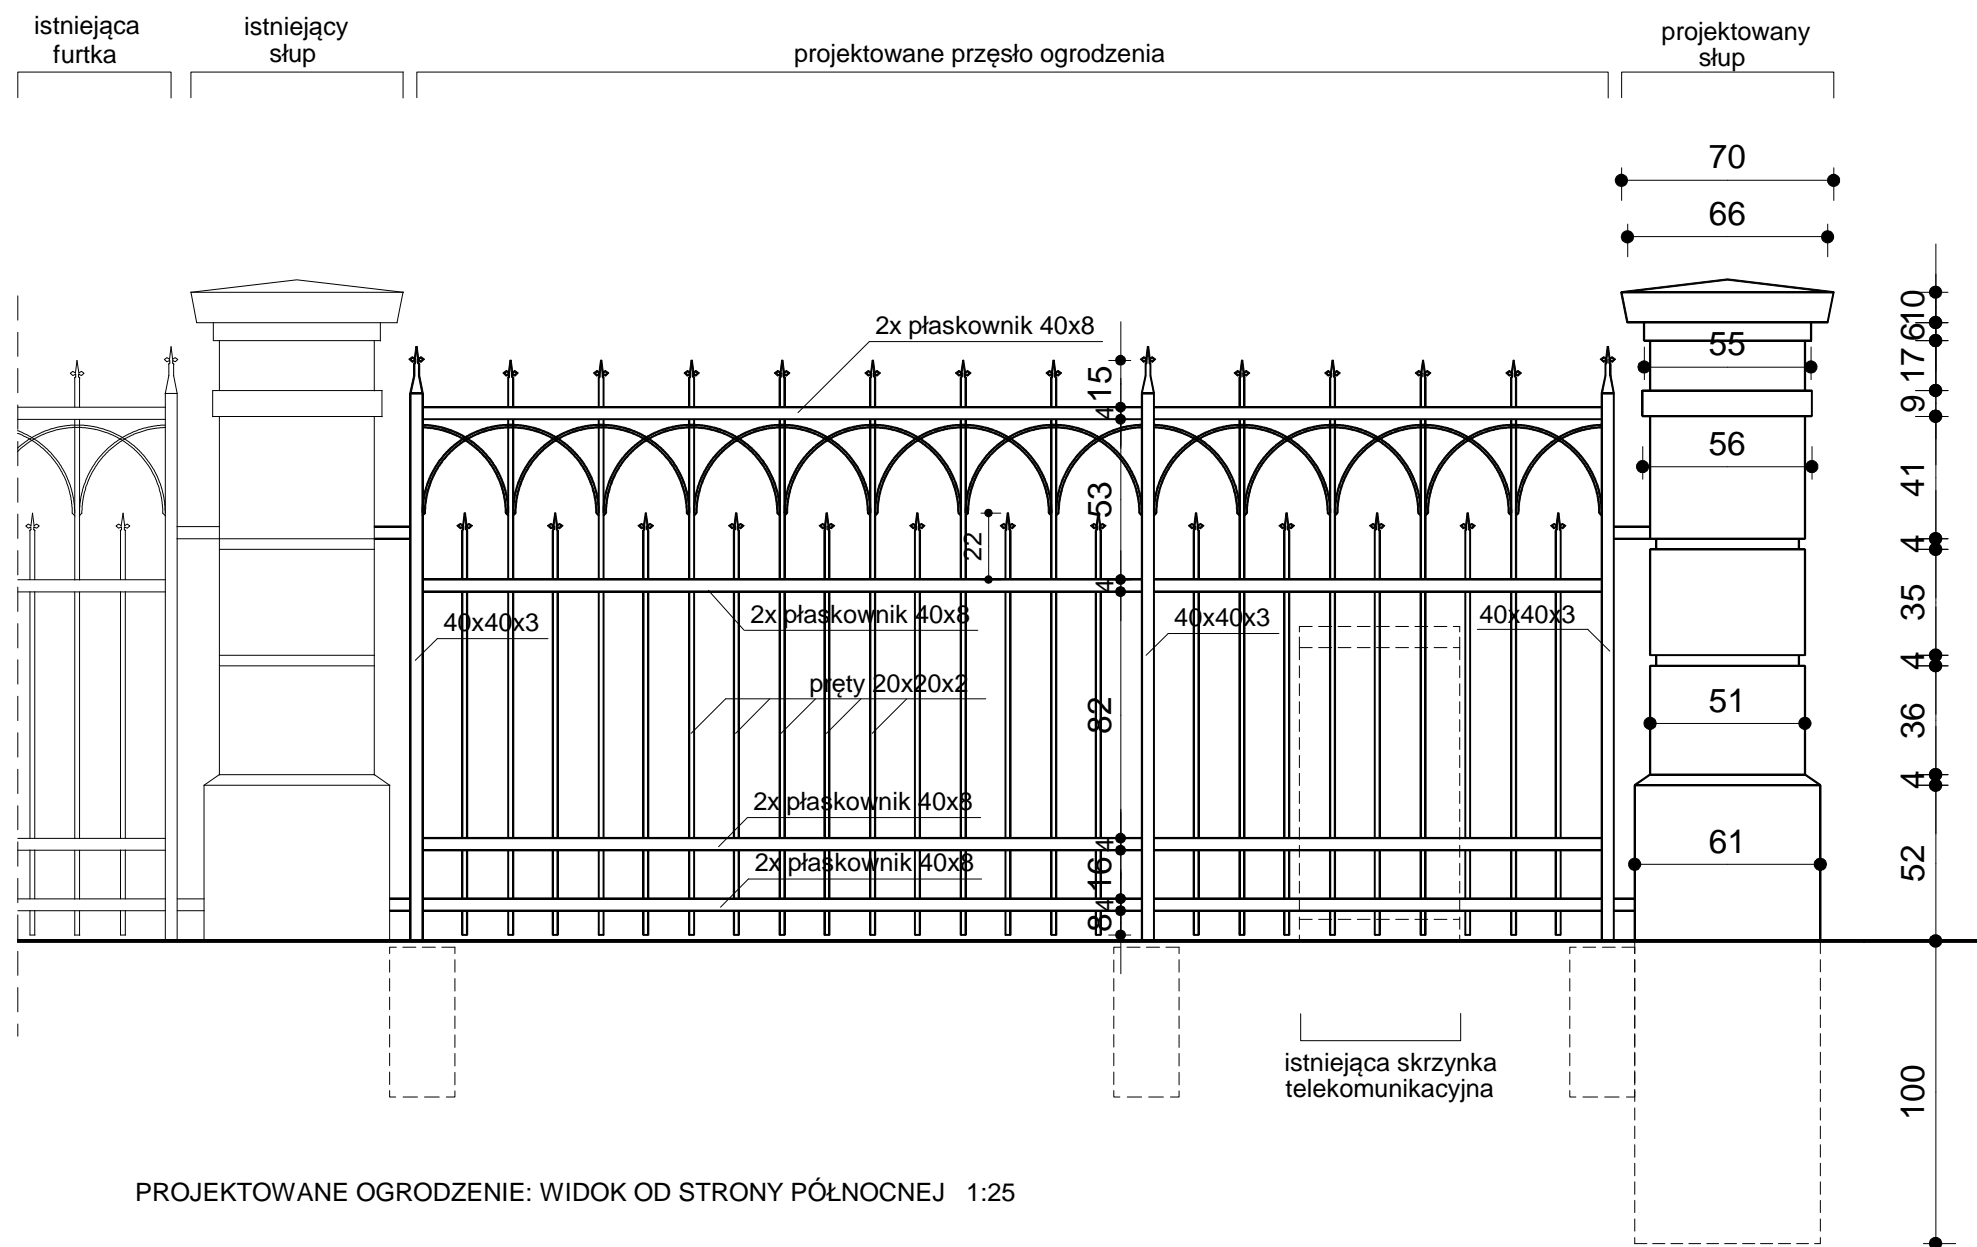 istniejąca
furtka
istniejący
słup
projektowane przęsło ogrodzenia
projektowany
słup
70
66
2x płaskownik 40x8
10
6
55
17
15
9
4
56
53
41
22
4
4
35
40x40x3
2x płaskownik 40x8
40x40x3
40x40x3
4
pręty 20x20x2
82
51
36
4
2x płaskownik 40x8
4
61
52
2x płaskownik 40x8
16
4
8
istniejąca skrzynka
telekomunikacyjna
100
PROJEKTOWANE OGRODZENIE: WIDOK OD STRONY PÓŁNOCNEJ 1:25